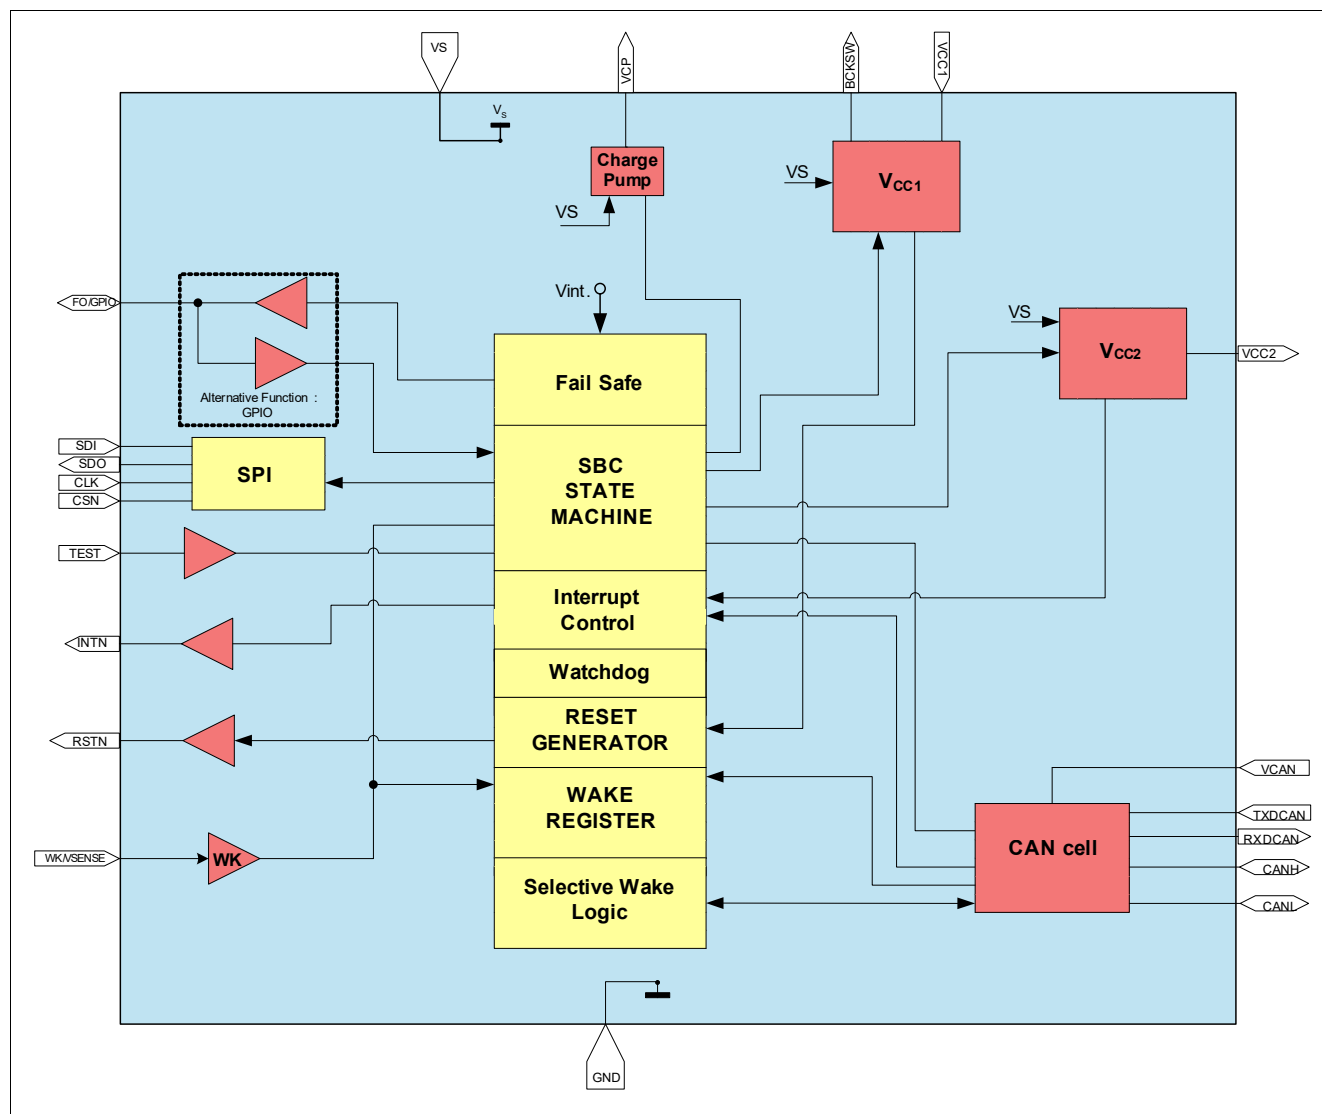 VS
VCP
BCKSW
VCC1
Vs
Charge
Pump
VS
VS
VCC1
Vint.
FO/GPIO
Alternative Function :
GPIO
Fail Safe
VS
VCC2
VCC2
SDI
SDO
CLK
CSN
SPI
SBC
STATE
MACHINE
TEST
Interrupt
Control
INTN
Watchdog
RSTN
RESET
GENERATOR
WAKE
REGISTER
VCAN
TXDCAN
RXDCAN
CANH
CANL
CAN cell
WK/VSENSE
WK
Selective Wake
Logic
GND